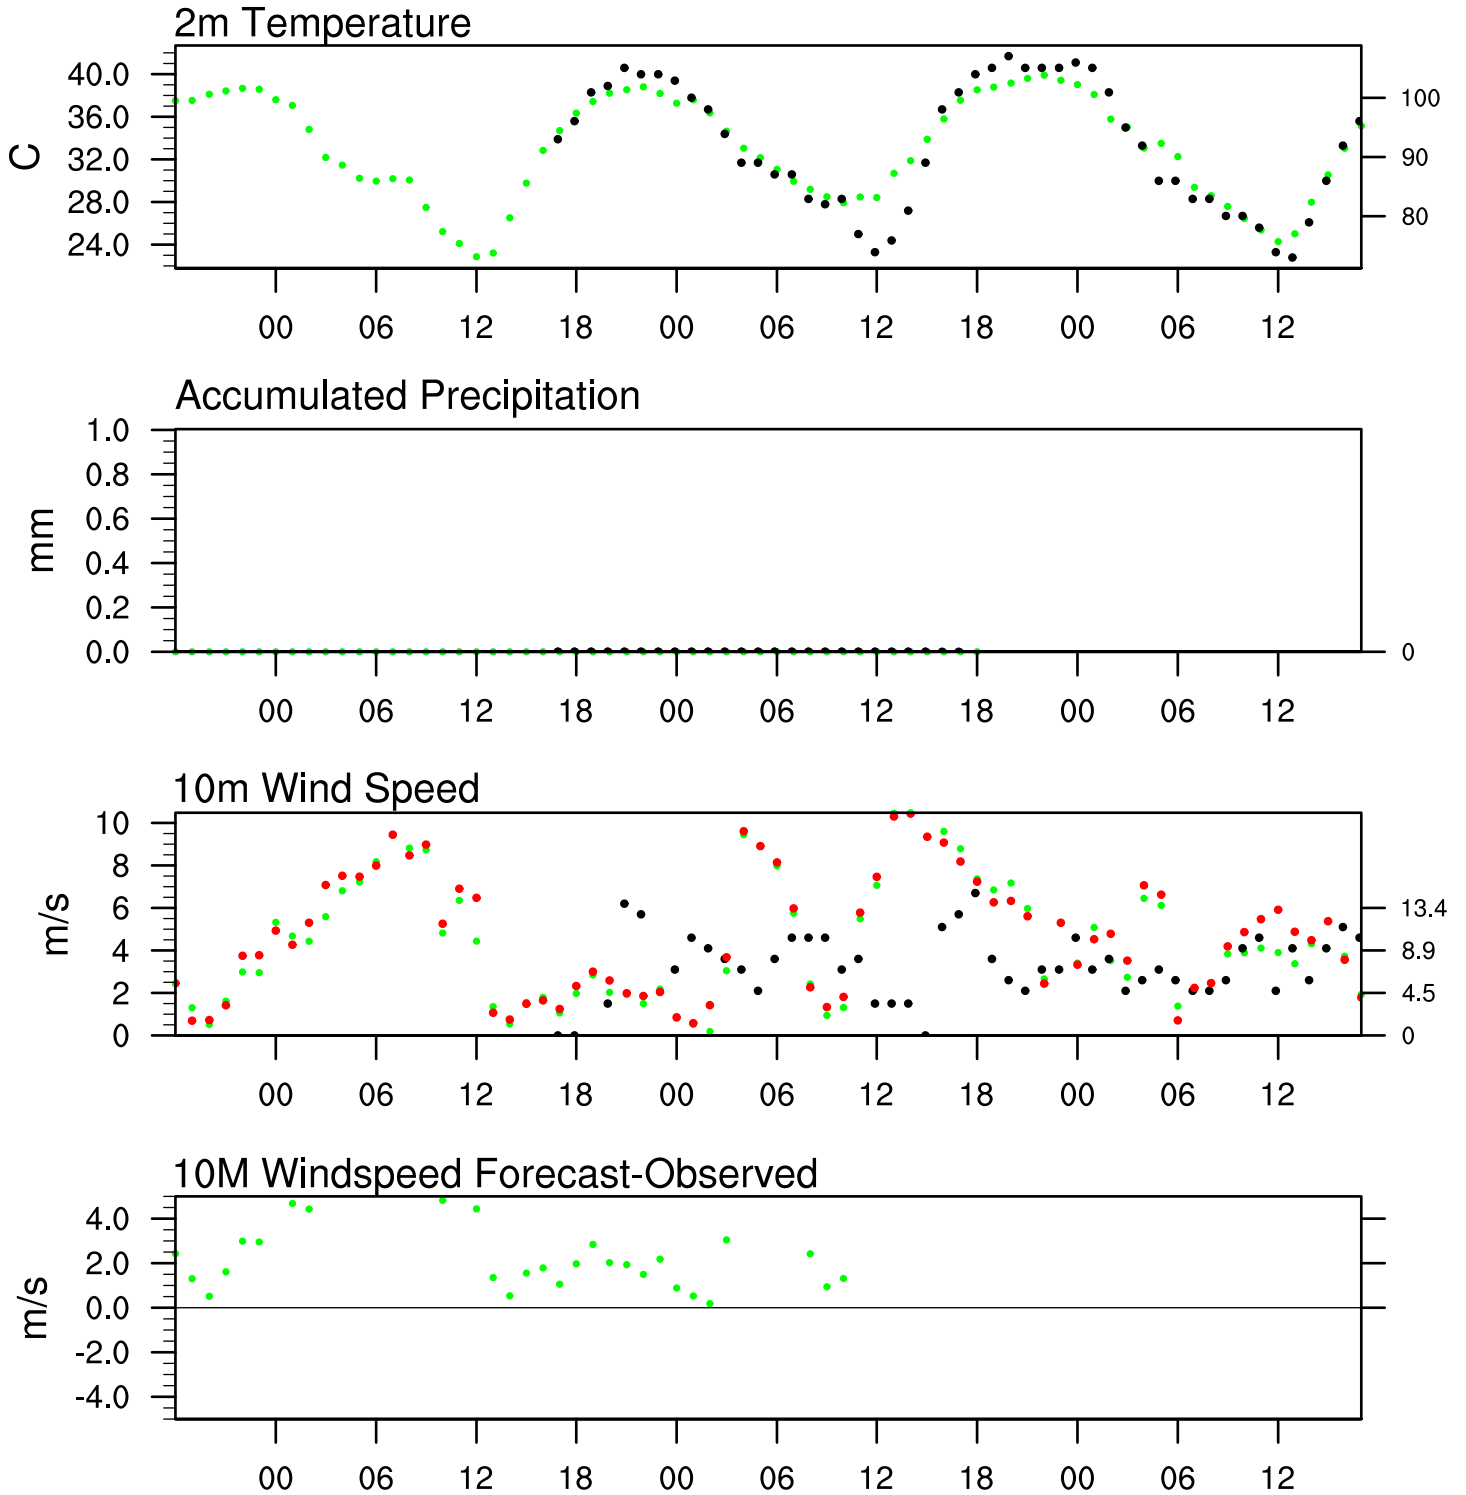 2m Temperature
C
40.0
36.0
32.0
28.0
24.0
100
90
80
00 06 12 18 00 06 12 18 00 06 12
Accumulated Precipitation
mm
1.0
0.8
0.6
0.4
0.2
0.0
0
00 06 12 18 00 06 12 18 00 06 12
10m Wind Speed
m/s
10
8
6
4
2
0
13.4
8.9
4.5
0
00 06 12 18 00 06 12 18 00 06 12
10M Windspeed Forecast-Observed
m/s
4.0
2.0
0.0
-2.0
-4.0
00 06 12 18 00 06 12 18 00 06 12